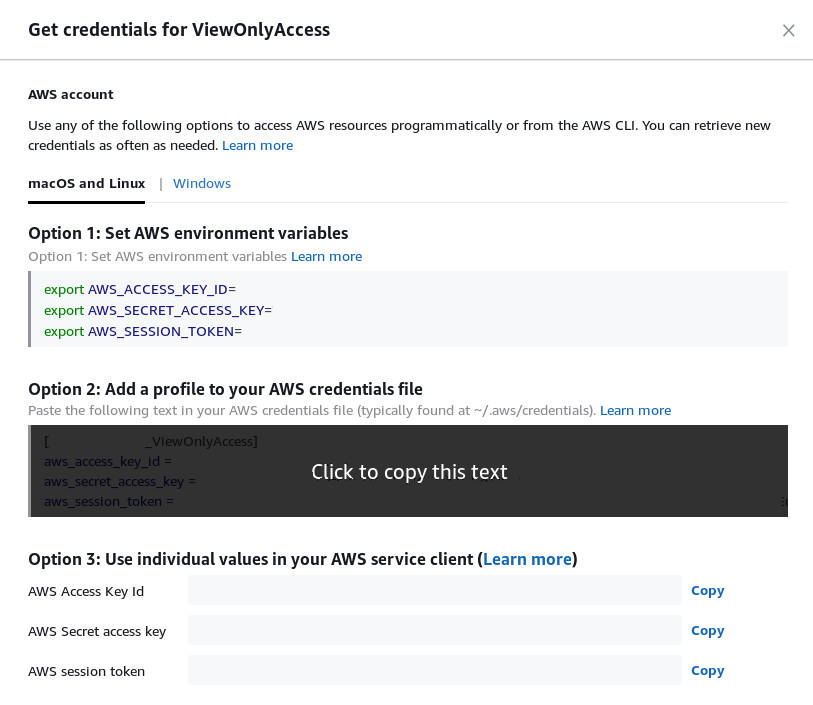 Get credentials for ViewOnlyAccess
AWS account
Use any of the following options to access AWS resources programmatically or from the AWS CLI. You can retrieve new
credentials as often as needed. Learn more
macOS and Linux | Windows
Option 1: Set AWS environment variables
Option 1: Set AWS environment variables Learn more
export AWS_ACCESS_KEY_ID=
export AWS_SECRET_ACCESS_KEY=
export AWS_SESSION_TOKEN=
Option 2: Add a profile to your AWS credentials file
Paste the following text in your AWS credentials file (typically found at ~/.aws/credentials). Learn more
[ _ViewOnlyAccess]
aws_access_key_id =
Click to copy this text
aws_secret_access_key =
aws_session_token =
Option 3: Use individual values in your AWS service client (Learn more)
AWS Access Key Id Copy
AWS Secret access key Copy
AWS session token Copy